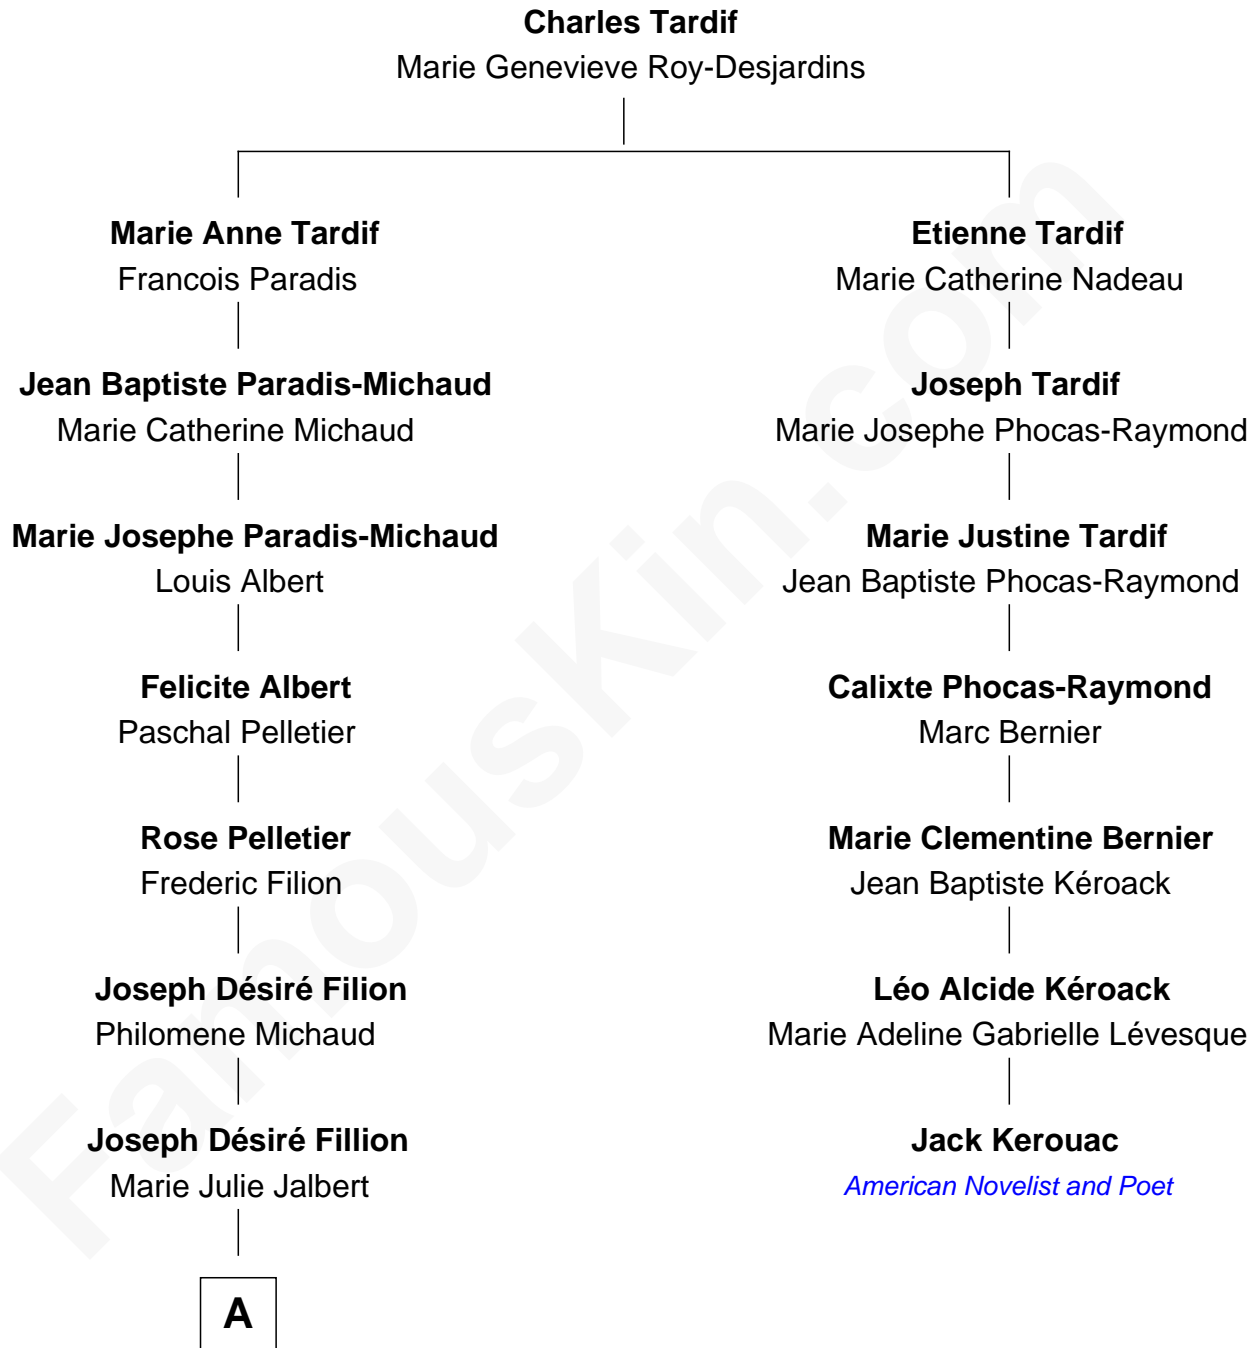 Charles Tardif
Marie Genevieve Roy-Desjardins
Marie Anne Tardif
Francois Paradis
Etienne Tardif
Marie Catherine Nadeau
Jean Baptiste Paradis-Michaud
Marie Catherine Michaud
Joseph Tardif
Marie Josephe Phocas-Raymond
Marie Josephe Paradis-Michaud
Louis Albert
Marie Justine Tardif
Jean Baptiste Phocas-Raymond
Felicite Albert
Paschal Pelletier
Calixte Phocas-Raymond
Marc Bernier
Rose Pelletier
Frederic Filion
Marie Clementine Bernier
Jean Baptiste Kéroack
Joseph Désiré Filion
Philomene Michaud
Léo Alcide Kéroack
Marie Adeline Gabrielle Lévesque
Joseph Désiré Fillion
Marie Julie Jalbert
Jack Kerouac
American Novelist and Poet
A
FamousKin.com